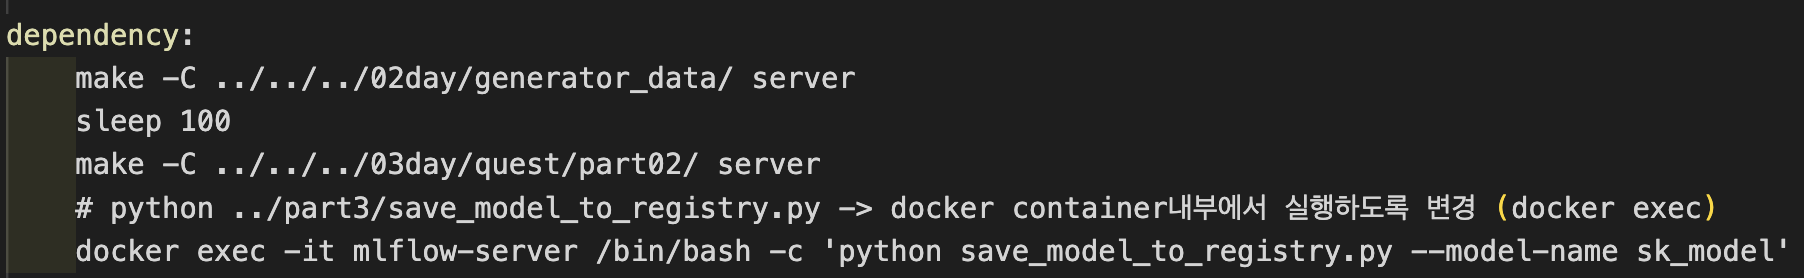 dependency:
    make -C ../../../02day/generator_data/ server
    sleep 100
    make -C ../../../03day/quest/part02/ server
    # python ../part3/save_model_to_registry.py -> docker container내부에서 실행하도록 변경 (docker exec)
    docker exec -it mlflow-server /bin/bash -c 'python save_model_to_registry.py --model-name sk_model'